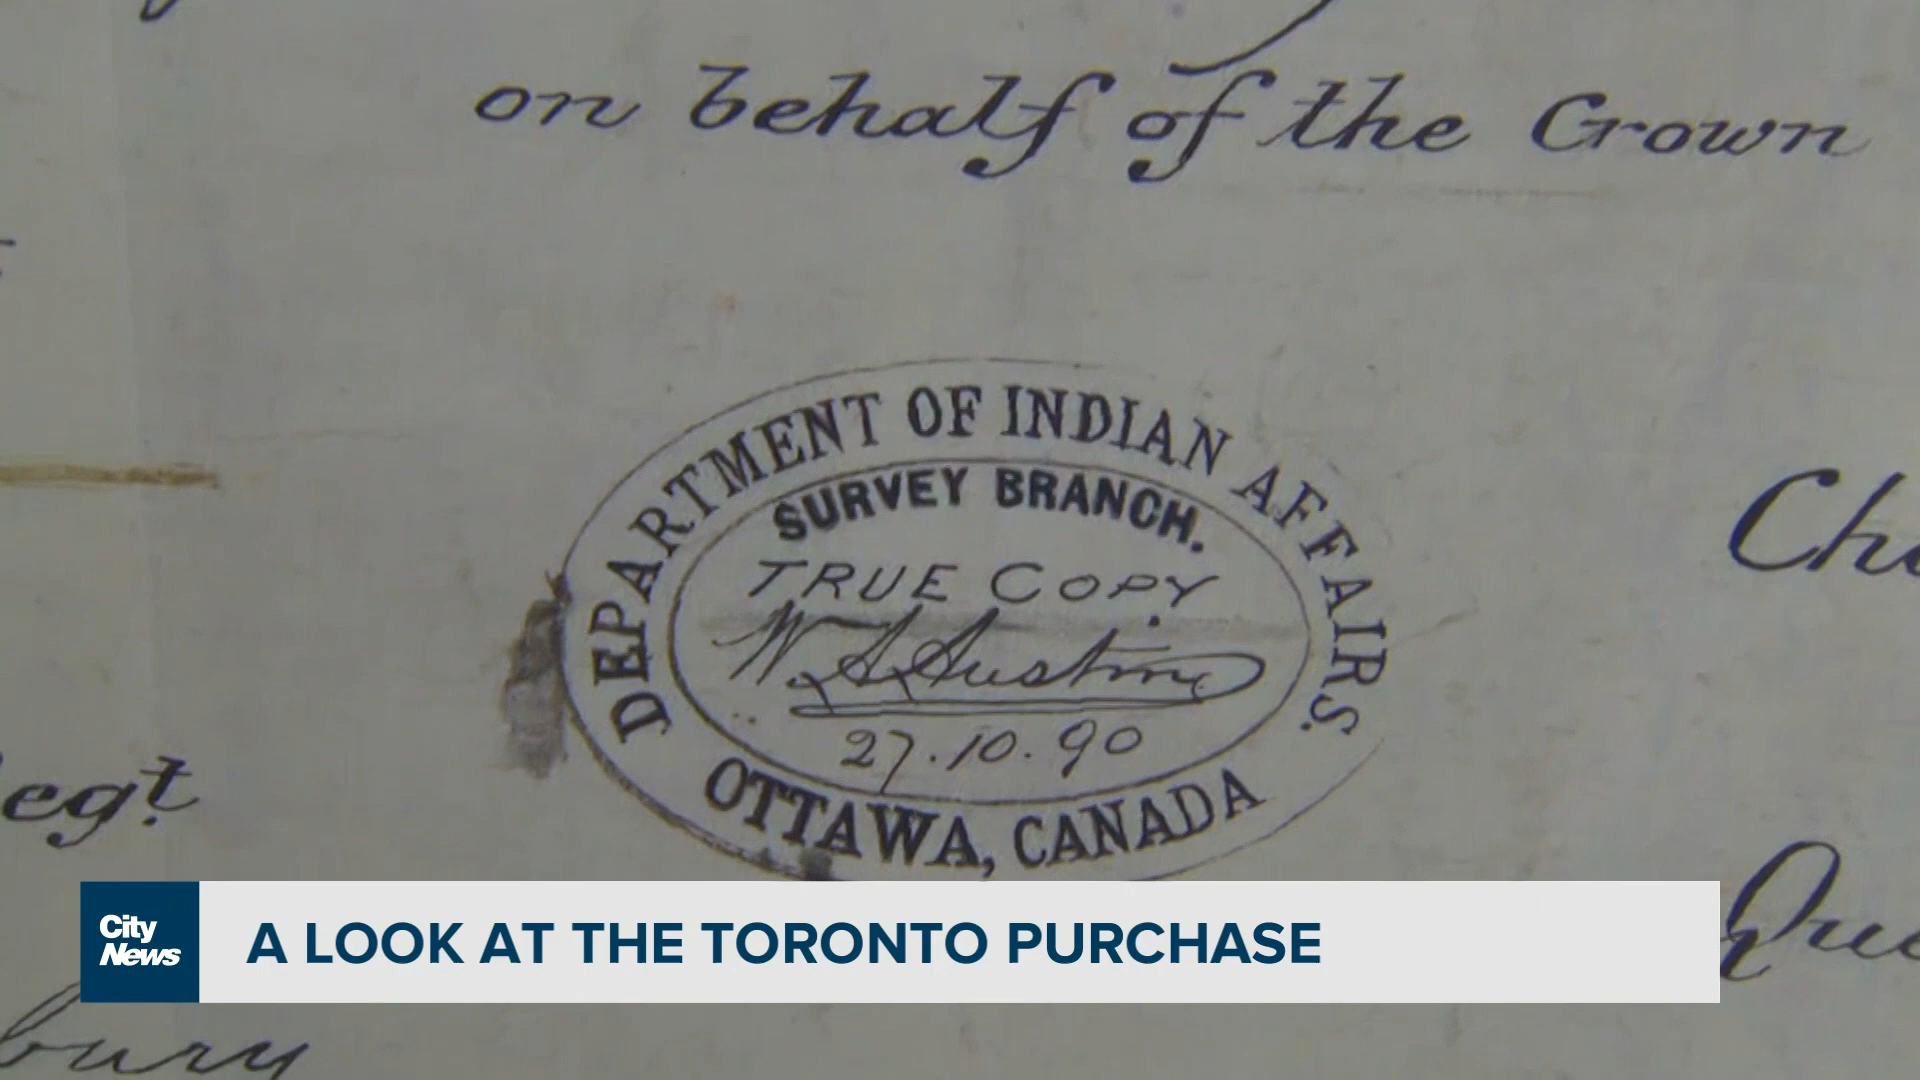 on behalf of the Crown
DEPARTMENT OF INDIAN AFFAIRS.
SURVEY BRANCH.
TRUE COPY.
W. A. Austin
27.10.90
OTTAWA, CANADA
City
News
A LOOK AT THE TORONTO PURCHASE